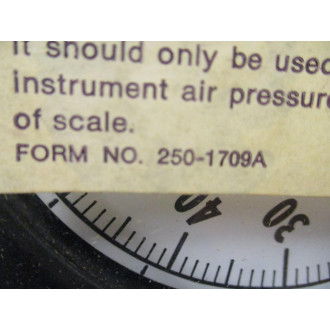 It should only be used
instrument air pressure
of scale.
FORM NO. 250-1709A
40
30